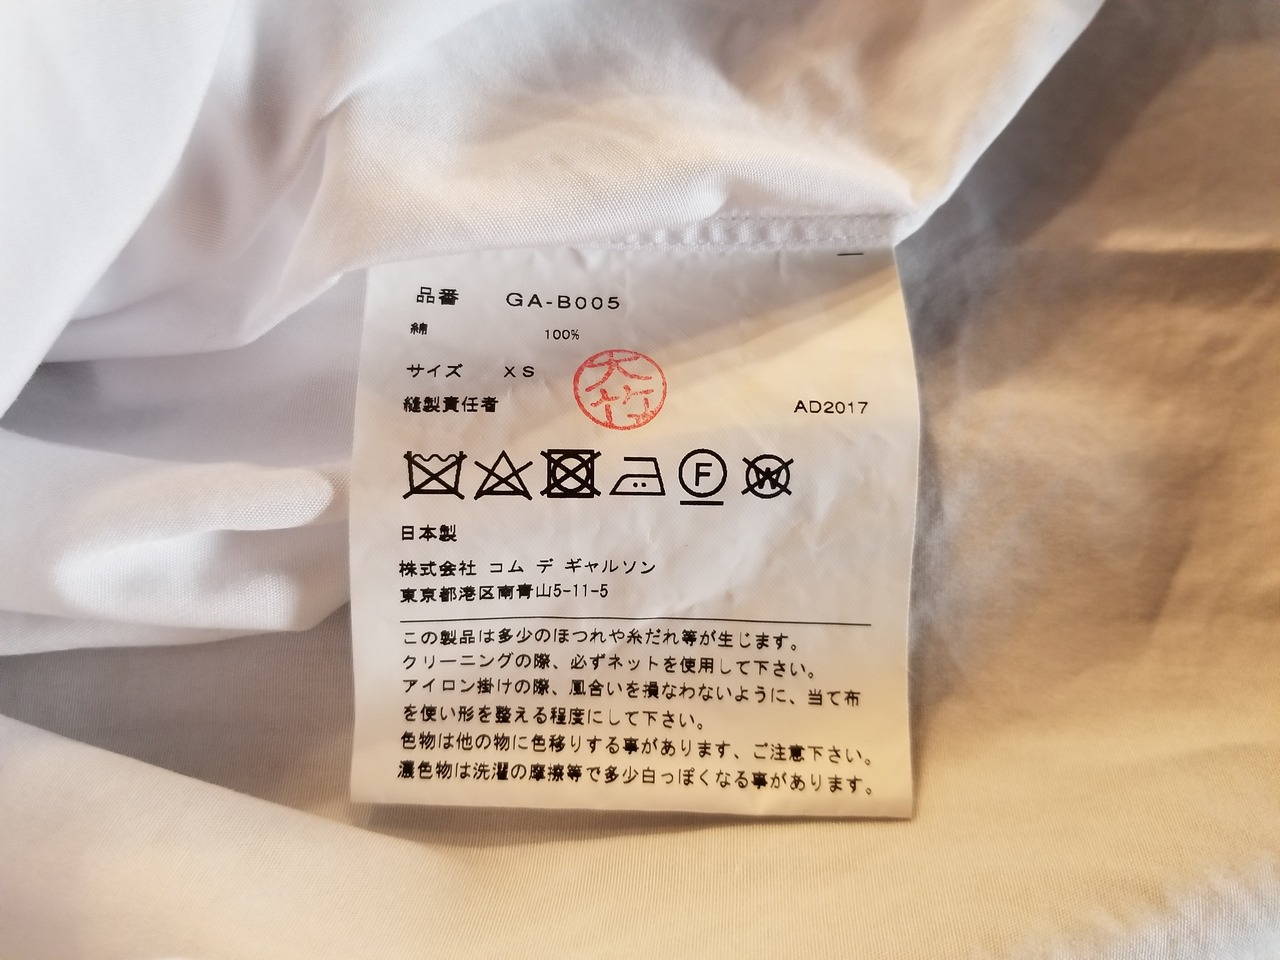 品番 GA-B005
綿 100%
サイズ XS
縫製責任者 大竹 AD2017
F W
日本製
株式会社 コム デ ギャルソン
東京都港区南青山5-11-5
この製品は多少のほつれや糸だれ等が生じます。
クリーニングの際、必ずネットを使用して下さい。
アイロン掛けの際、風合いを損なわないように、当て布
を使い形を整える程度にして下さい。
色物は他の物に色移りする事があります、ご注意下さい。
濃色物は洗濯の摩擦等で多少白っぽくなる事があります。